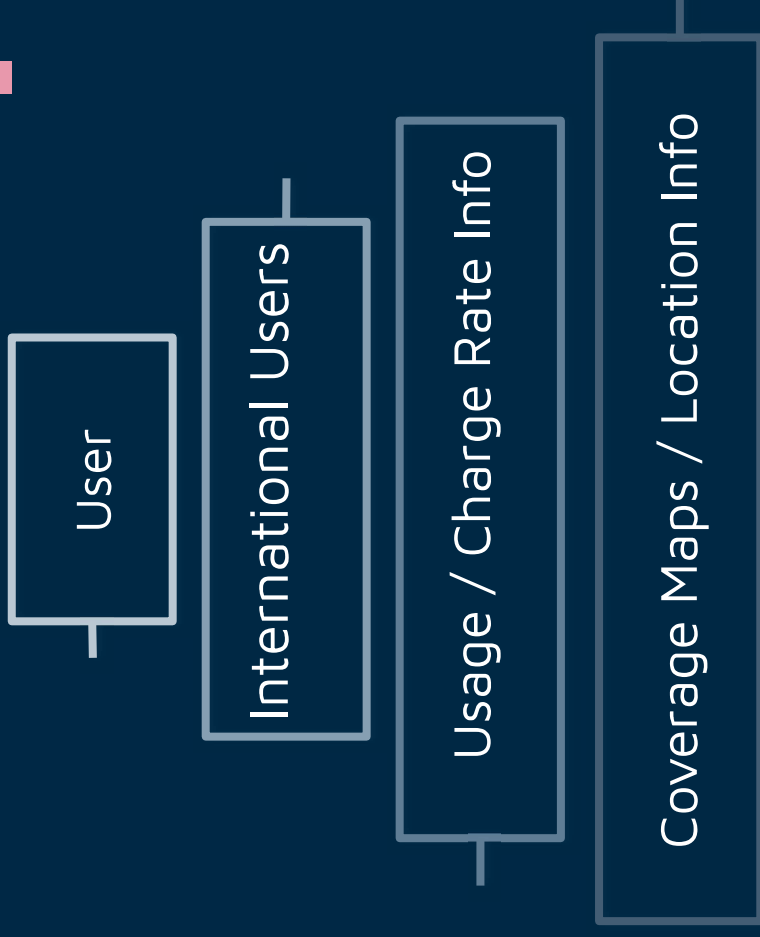 User
International Users
Usage / Charge Rate Info
Coverage Maps / Location Info